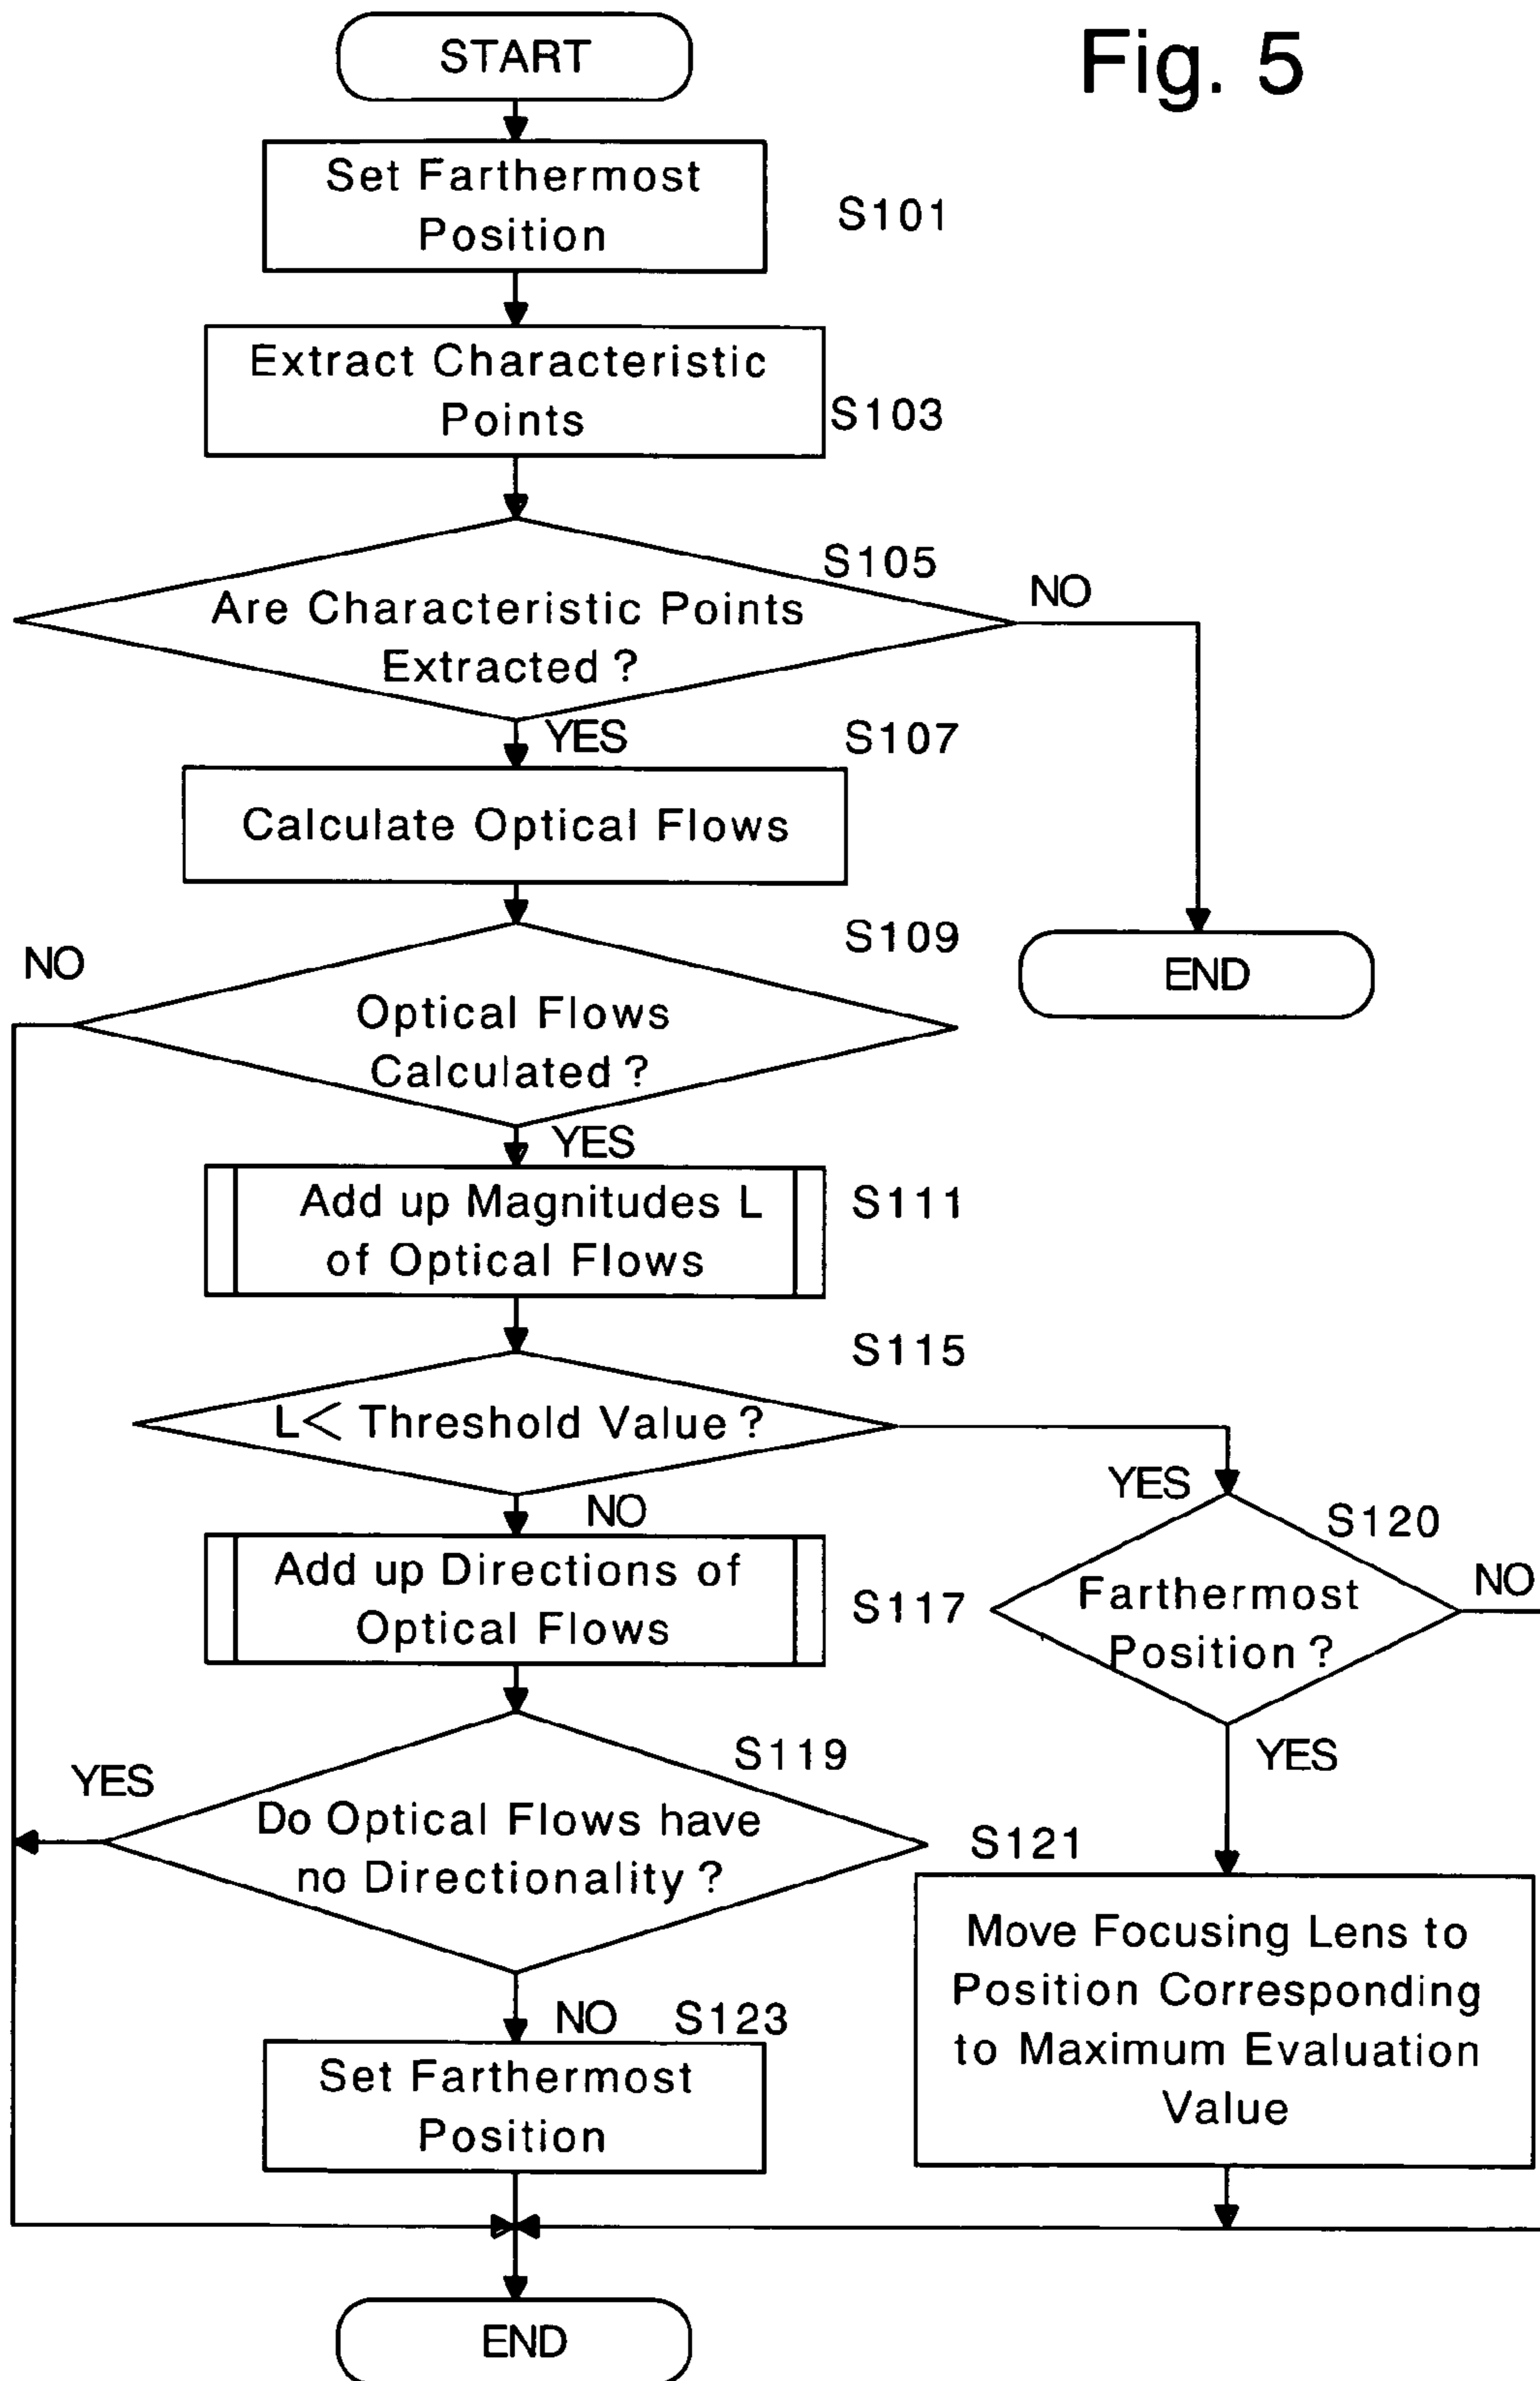 Fig. 5
START
Set Farthermost
Position
S101
Extract Characteristic
Points
S103
S105
Are Characteristic Points
Extracted ?
NO
YES
S107
Calculate Optical Flows
S109
NO
Optical Flows
Calculated ?
END
YES
Add up Magnitudes L
of Optical Flows
S111
S115
L< Threshold Value ?
YES
NO
S120
Add up Directions of
Optical Flows
S117
Farthermost
Position ?
NO
YES
S119
YES
Do Optical Flows have
no Directionality ?
S121
Move Focusing Lens to
Position Corresponding
to Maximum Evaluation
Value
NO
S123
Set Farthermost
Position
END